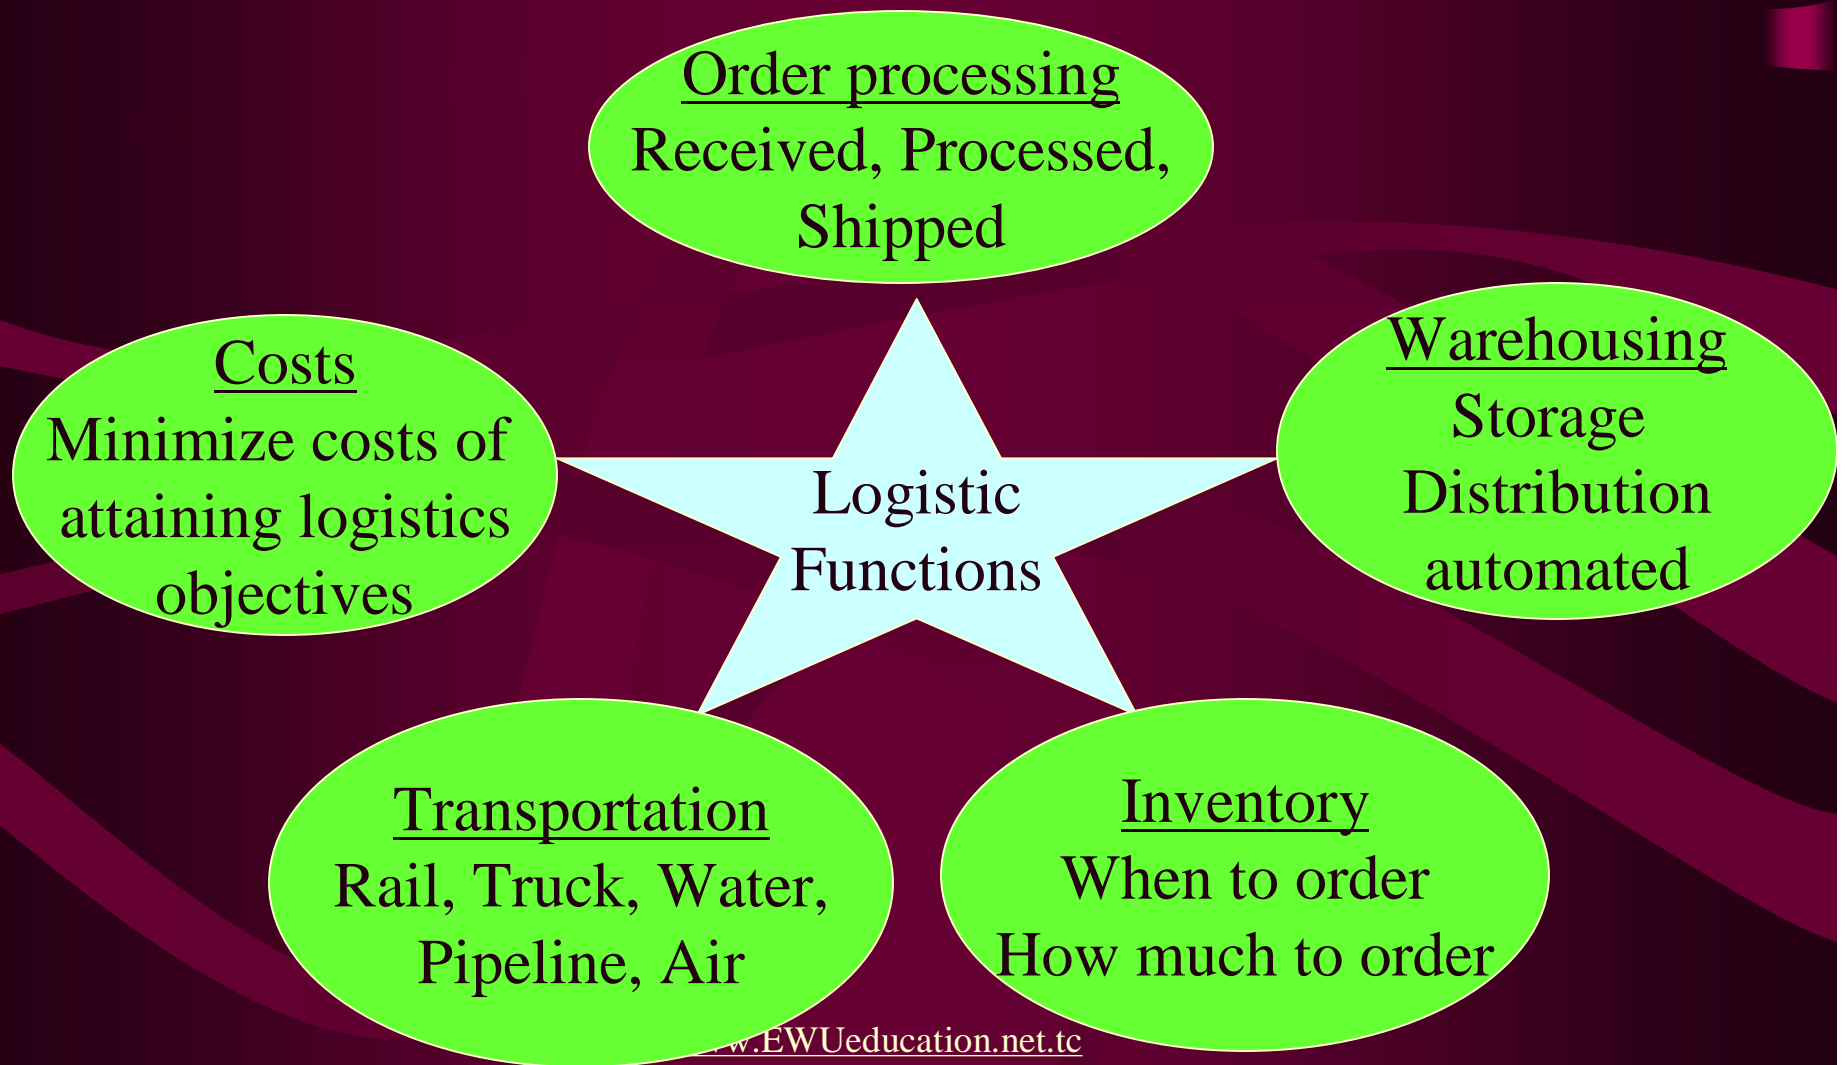 Order processing
Received, Processed,
Shipped
Costs
Minimize costs of
attaining logistics
objectives
Logistic
Functions
Warehousing
Storage
Distribution
automated
Transportation
Rail, Truck, Water,
Pipeline, Air
Inventory
When to order
How much to order
.EWUeducation.net.tc